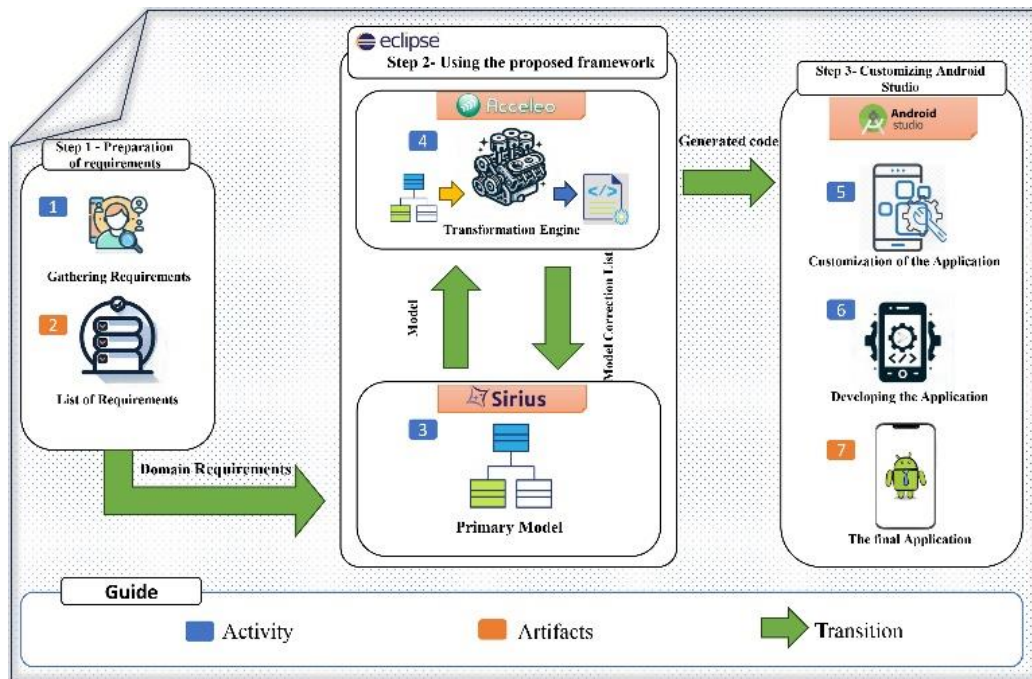 Step 1 - Preparation
of requirements
1
Gathering Requirements
2
List of Requirements
Domain Requirements
eclipse
Step 2- Using the proposed framework
Acceleo
4
</>
Transformation Engine
Model
Model Correction List
Sirius
3
Primary Model
Generated code
Step 3- Customizing Android
Studio
Android
studio
5
Customization of the Application
6
</>
Developing the Application
7
The final Application
Guide
Activity
Artifacts
Transition